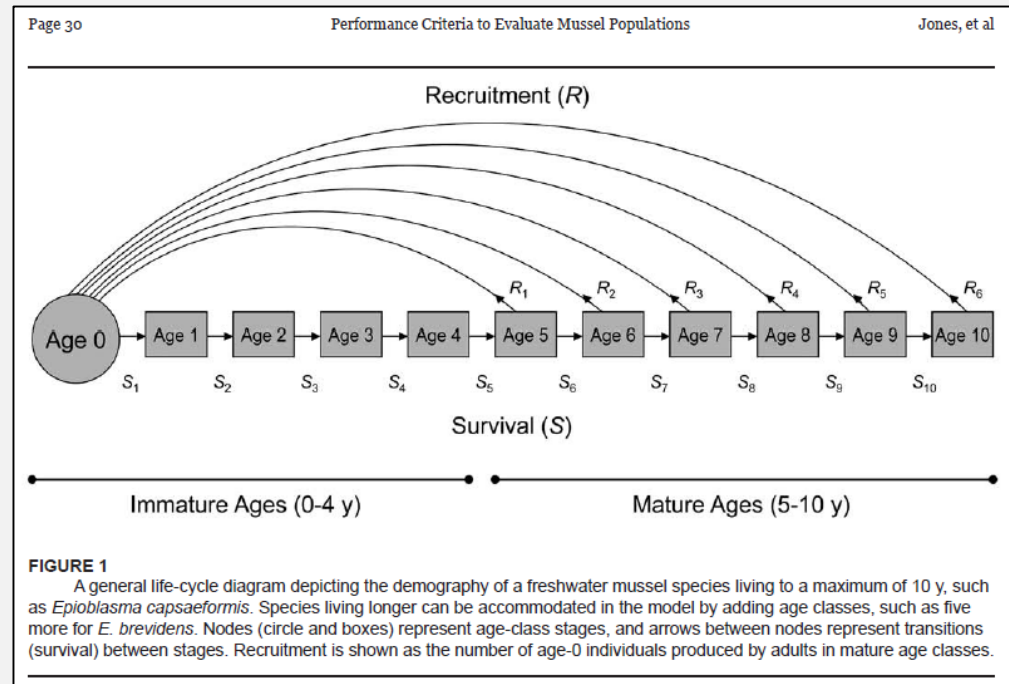 Page 30 Performance Criteria to Evaluate Mussel Populations Jones, et al
Recruitment (R)
R1 R2 R3 R4 R5 R6
Age 0 Age 1 Age 2 Age 3 Age 4 Age 5 Age 6 Age 7 Age 8 Age 9 Age 10
S1 S2 S3 S4 S5 S6 S7 S8 S9 S10
Survival (S)
Immature Ages (0-4 y) Mature Ages (5-10 y)
FIGURE 1
A general life-cycle diagram depicting the demography of a freshwater mussel species living to a maximum of 10 y, such
as Epioblasma capsaeformis. Species living longer can be accommodated in the model by adding age classes, such as five
more for E. brevidens. Nodes (circle and boxes) represent age-class stages, and arrows between nodes represent transitions
(survival) between stages. Recruitment is shown as the number of age-0 individuals produced by adults in mature age classes.